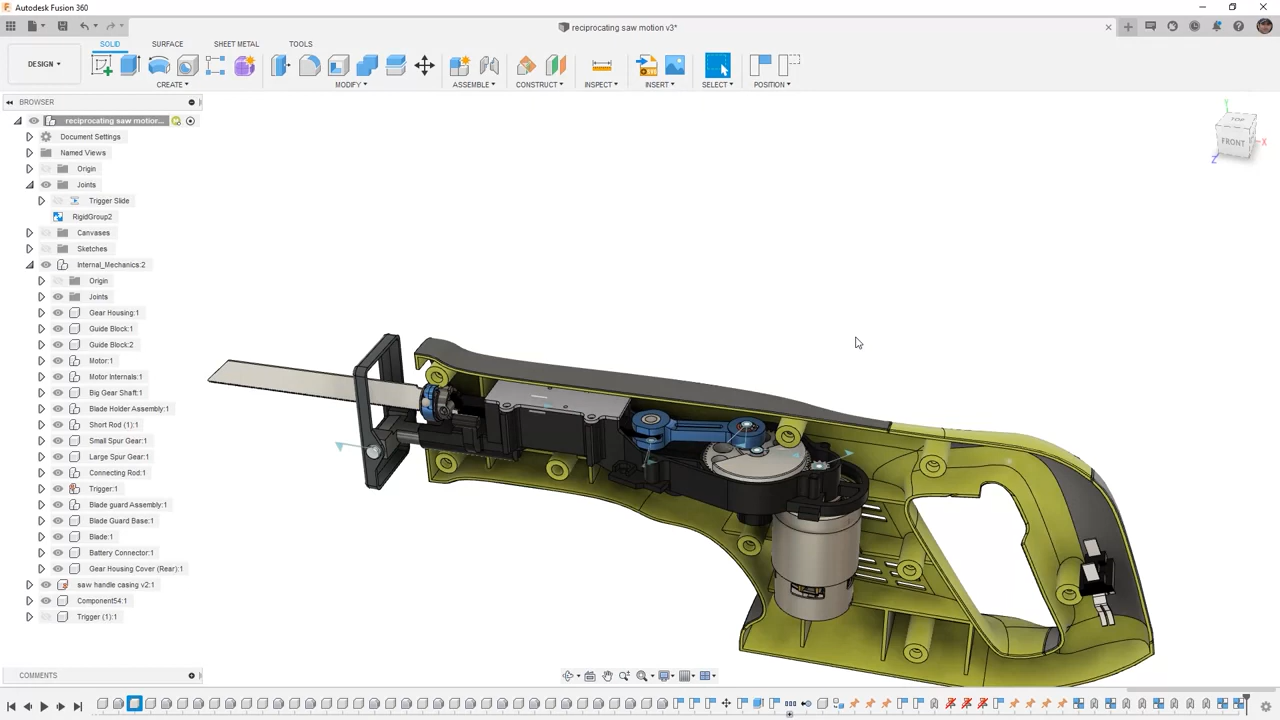 Autodesk Fusion 360
reciprocating saw motion v3*
DESIGN
SOLID
SURFACE
SHEET METAL
TOOLS
CREATE
MODIFY
ASSEMBLE
CONSTRUCT
INSPECT
INSERT
SELECT
POSITION
BROWSER
reciprocating saw motior...
Document Settings
Named Views
Origin
Joints
Trigger Slide
RigidGroup2
Canvases
Sketches
Internal_Mechanics:2
Origin
Joints
Gear Housing:1
Guide Block:1
Guide Block:2
Motor:1
Motor Internals:1
Big Gear Shaft:1
Blade Holder Assembly:1
Short Rod (1):1
Small Spur Gear:1
Large Spur Gear:1
Connecting Rod:1
Trigger:1
Blade guard Assembly:1
Blade Guard Base:1
Blade:1
Battery Connector:1
Gear Housing Cover (Rear):1
saw handle casing v2:1
Component54:1
Trigger (1):1
Y
TOP
FRONT
X
Z
COMMENTS